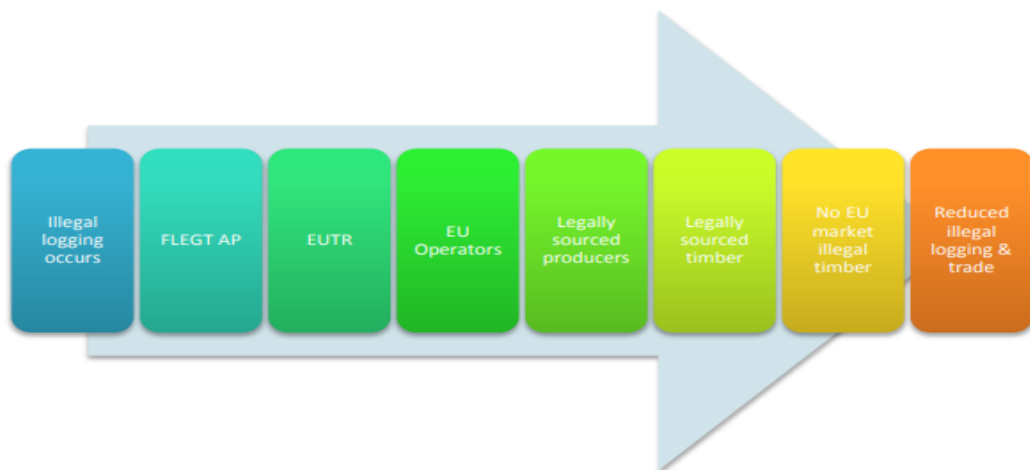 Illegal
logging
occurs
FLEGT AP
EUTR
EU
Operators
Legally
sourced
producers
Legally
sourced
timber
No EU
market
illegal
timber
Reduced
illegal
logging &
trade